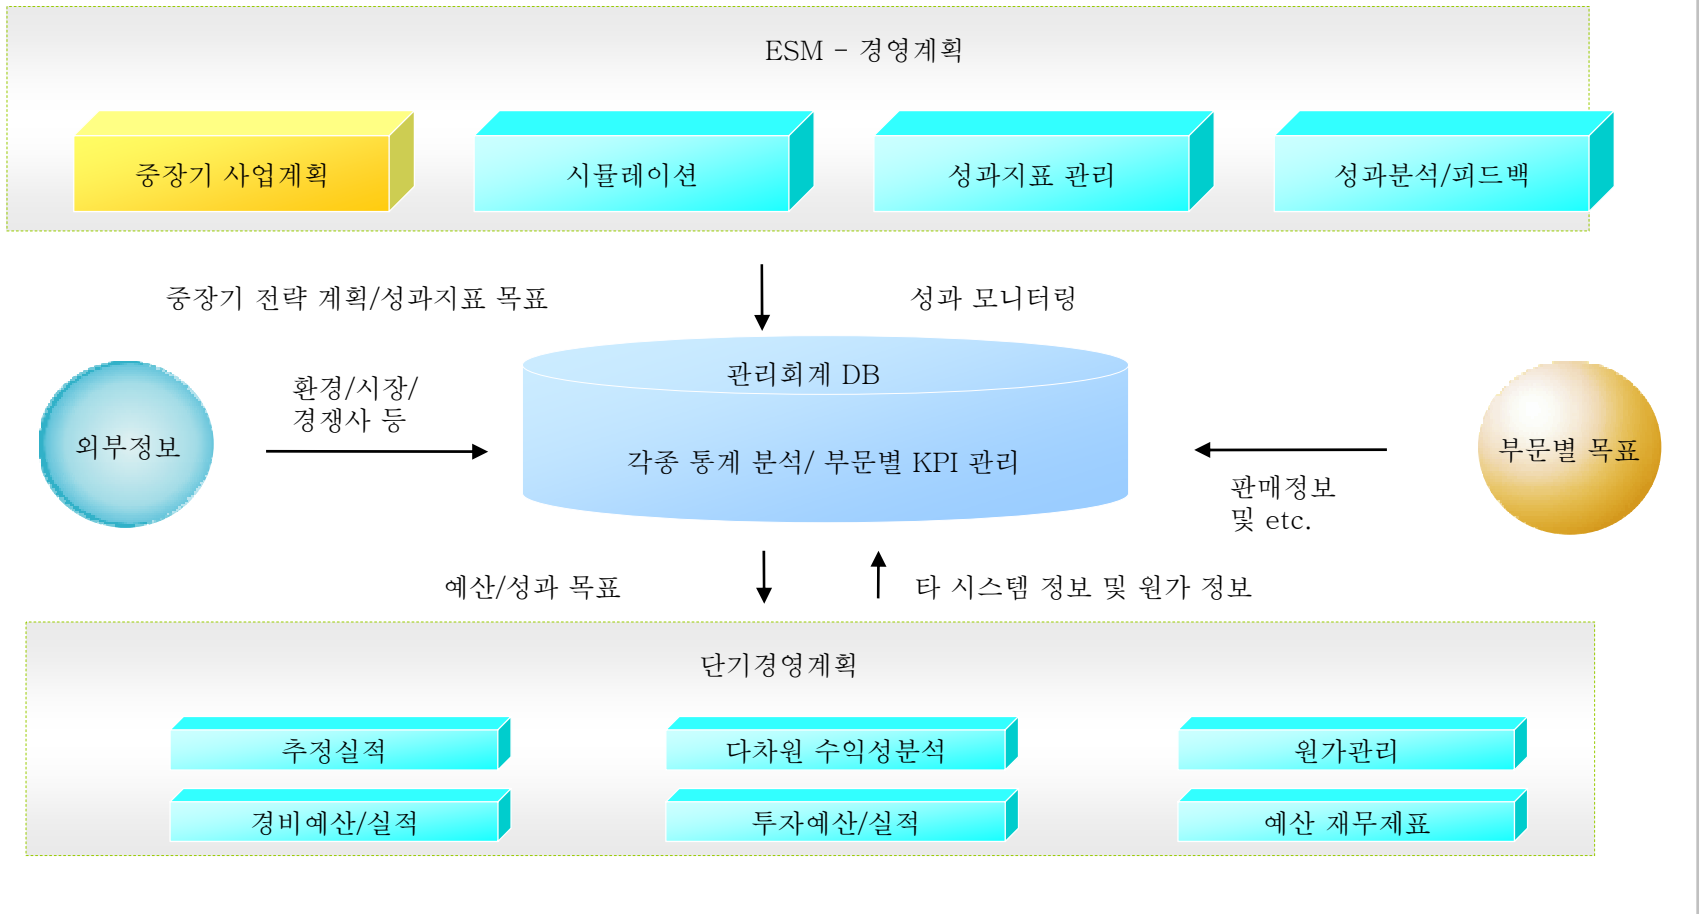 ESM - 경영계획
중장기 사업계획
시뮬레이션
성과지표 관리
성과분석/피드백
중장기 전략 계획/성과지표 목표
성과 모니터링
관리회계 DB
각종 통계 분석/ 부문별 KPI 관리
외부정보
환경/시장/
경쟁사 등
부문별 목표
판매정보
및 etc.
예산/성과 목표
타 시스템 정보 및 원가 정보
단기경영계획
추정실적
다차원 수익성분석
원가관리
경비예산/실적
투자예산/실적
예산 재무제표